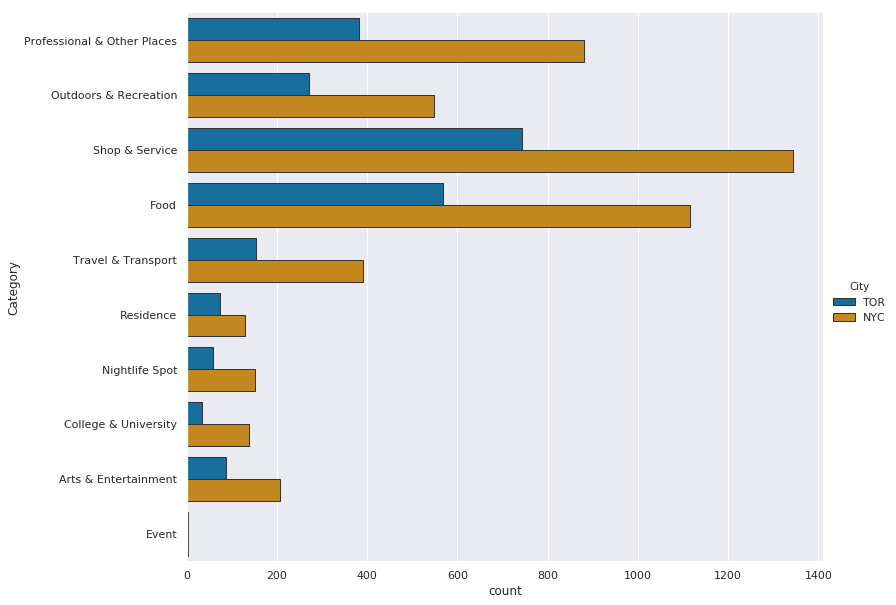 Professional & Other Places
Outdoors & Recreation
Shop & Service
Food
Travel & Transport
Residence
Nightlife Spot
College & University
Arts & Entertainment
Event
Category
0 200 400 600 800 1000 1200 1400
count
City
TOR
NYC